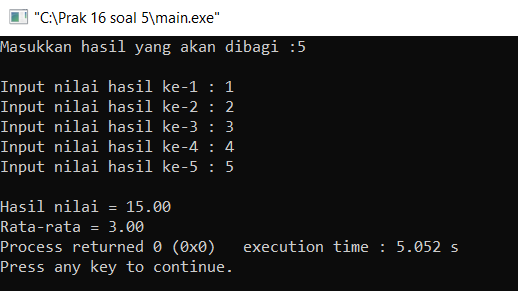 "C:\Prak 16 soal 5\main.exe"
Masukkan hasil yang akan dibagi :5
Input nilai hasil ke-1 : 1
Input nilai hasil ke-2 : 2
Input nilai hasil ke-3 : 3
Input nilai hasil ke-4 : 4
Input nilai hasil ke-5 : 5
Hasil nilai = 15.00
Rata-rata = 3.00
Process returned 0 (0x0)   execution time : 5.052 s
Press any key to continue.